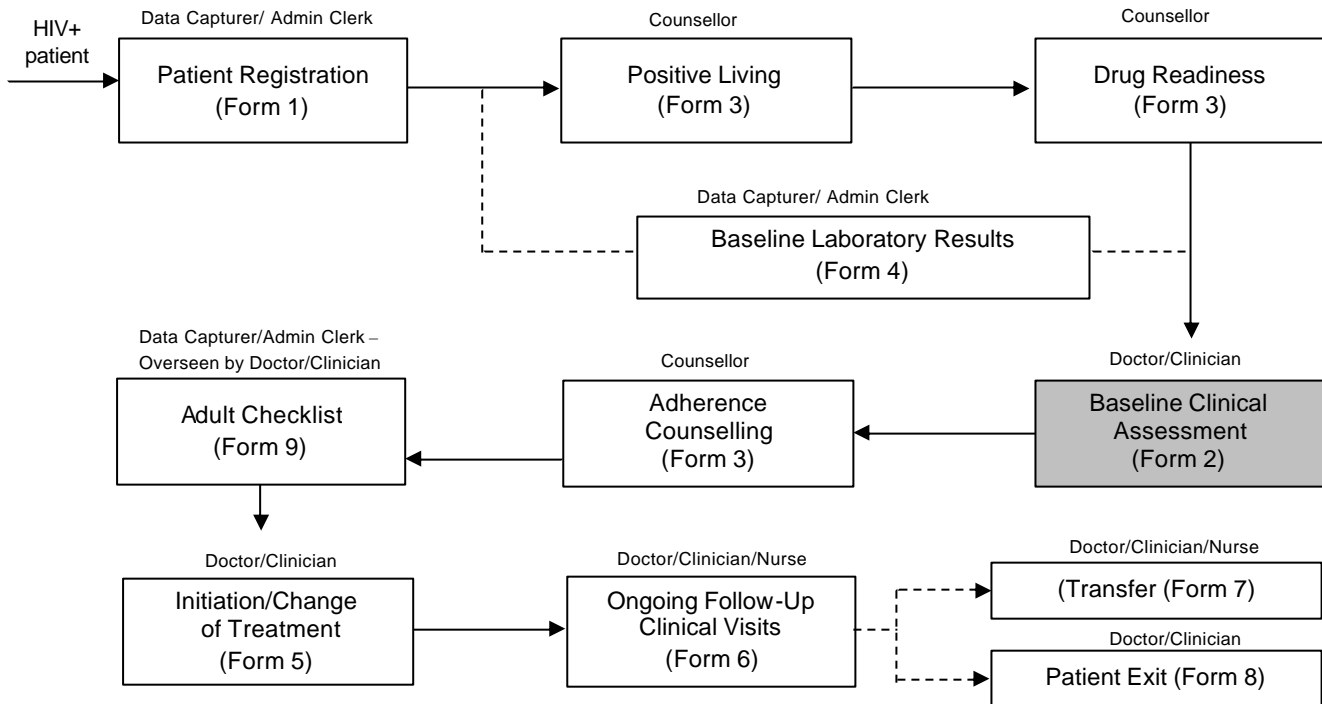 Data Capturer/ Admin Clerk
HIV+
patient
Patient Registration
(Form 1)
Counsellor
Positive Living
(Form 3)
Counsellor
Drug Readiness
(Form 3)
Data Capturer/ Admin Clerk
Baseline Laboratory Results
(Form 4)
Data Capturer/Admin Clerk –
Overseen by Doctor/Clinician
Adult Checklist
(Form 9)
Counsellor
Adherence
Counselling
(Form 3)
Doctor/Clinician
Baseline Clinical
Assessment
(Form 2)
Doctor/Clinician
Initiation/Change
of Treatment
(Form 5)
Doctor/Clinician/Nurse
Ongoing Follow-Up
Clinical Visits
(Form 6)
Doctor/Clinician/Nurse
(Transfer (Form 7)
Doctor/Clinician
Patient Exit (Form 8)